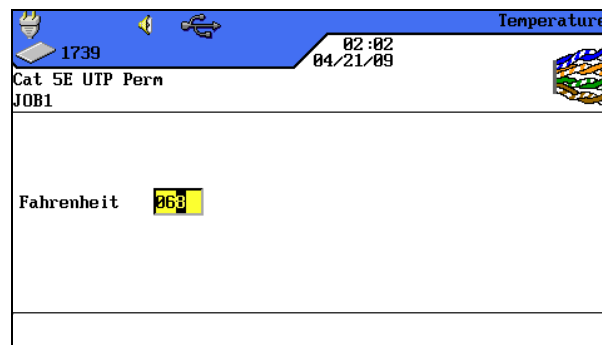 Temperature
1739
02:02
04/21/09
Cat 5E UTP Perm
JOB1
Fahrenheit 068